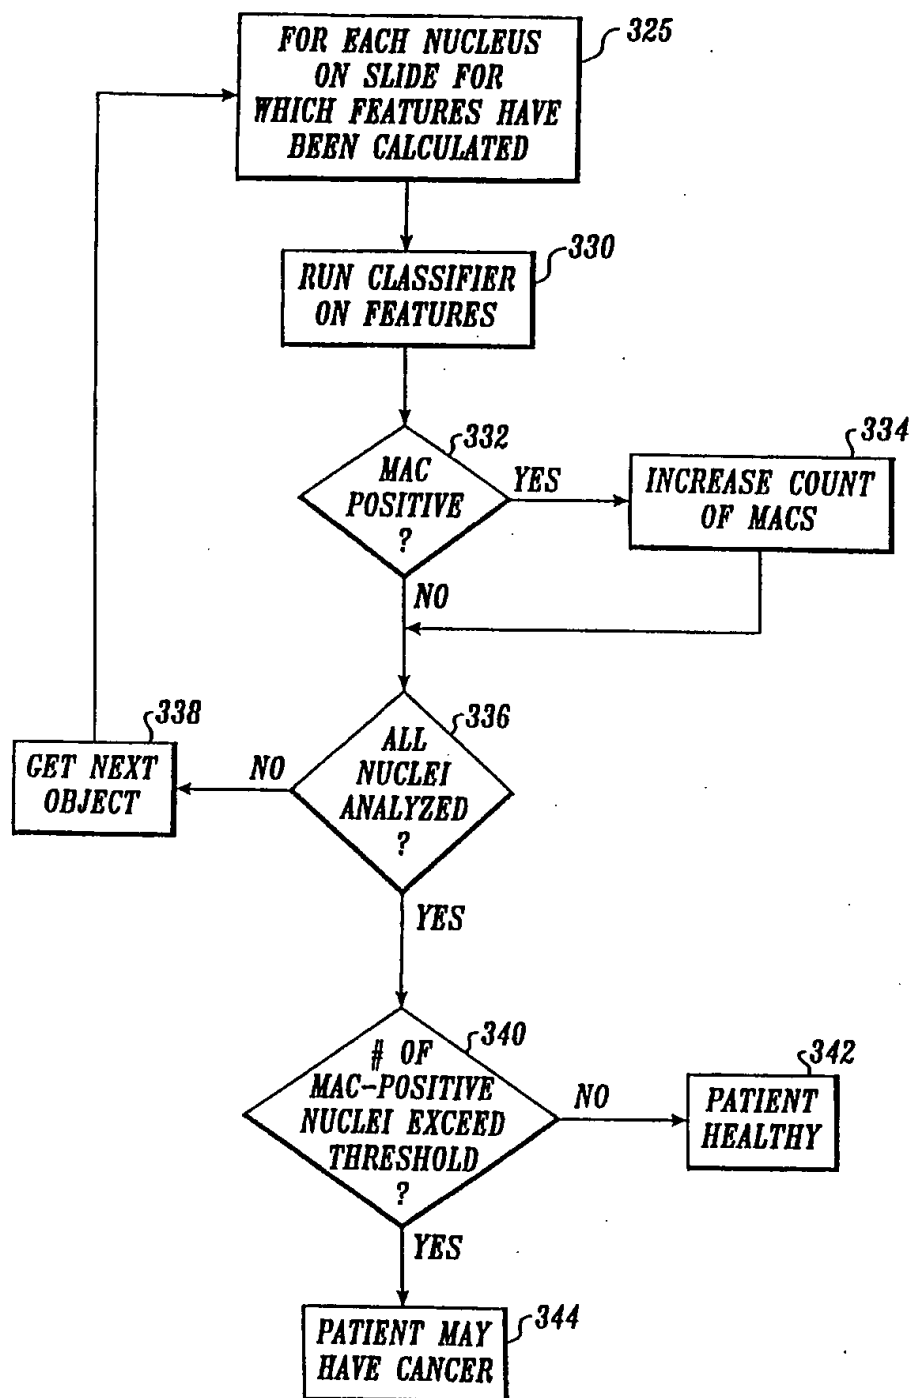 FOR EACH NUCLEUS
ON SLIDE FOR
WHICH FEATURES HAVE
BEEN CALCULATED
325
RUN CLASSIFIER
ON FEATURES
330
MAC
POSITIVE
?
332
YES
INCREASE COUNT
OF MACS
334
NO
ALL
NUCLEI
ANALYZED
?
336
NO
GET NEXT
OBJECT
338
YES
# OF
MAC-POSITIVE
NUCLEI EXCEED
THRESHOLD
?
340
NO
PATIENT
HEALTHY
342
YES
PATIENT MAY
HAVE CANCER
344